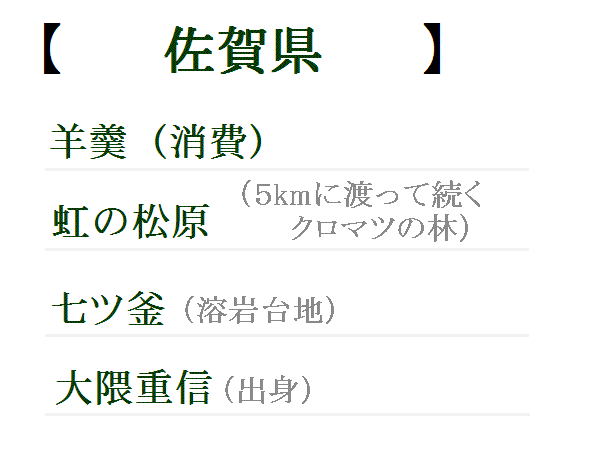 【 佐賀県 】
羊羹（消費）
虹の松原（5kmに渡って続く
クロマツの林）
七ツ釜（溶岩台地）
大隈重信（出身）